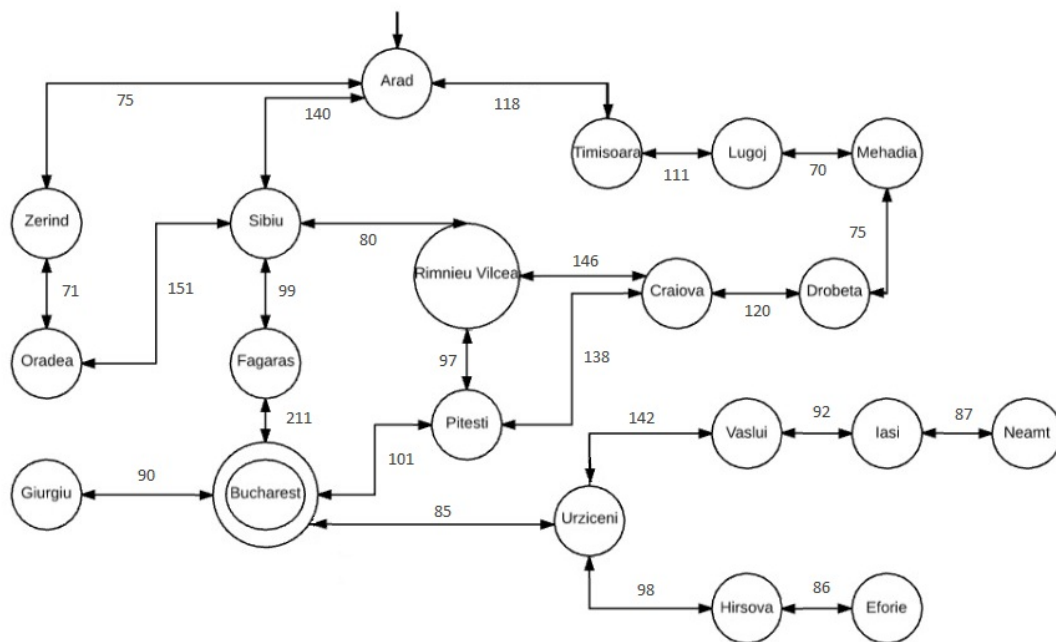 Arad
75
140
118
Timisoara
Lugoj
Mehadia
111
70
Zerind
Sibiu
80
75
Rimnieu Vilcea
146
Craiova
Drobeta
120
71
151
99
Oradea
Fagaras
97
138
211
Pitesti
142
Vaslui
92
Iasi
87
Neamt
101
90
Giurgiu
Bucharest
85
Urziceni
98
Hirsova
86
Eforie